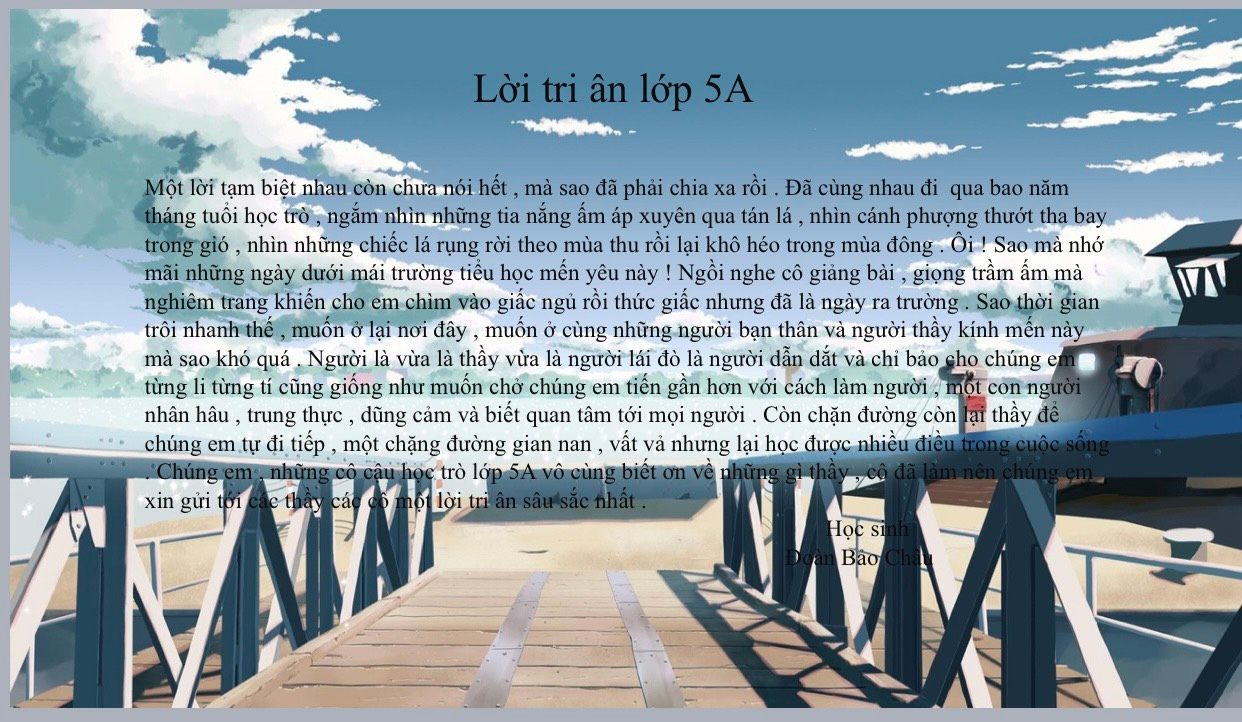 Lời tri ân lớp 5A
Một lời tạm biệt nhau còn chưa nói hết , mà sao đã phải chia xa rồi . Đã cùng nhau đi  qua bao năm
tháng tuổi học trò , ngắm nhìn những tia nắng ấm áp xuyên qua tán lá , nhìn cánh phượng thướt tha bay
trong gió , nhìn những chiếc lá rụng rời theo mùa thu rồi lại khô héo trong mùa đông . Ôi ! Sao mà nhớ
mãi những ngày dưới mái trường tiểu học mến yêu này ! Ngồi nghe cô giảng bài , giọng trầm ấm mà
nghiêm trang khiến cho em chìm vào giấc ngủ rồi thức giấc nhưng đã là ngày ra trường . Sao thời gian
trôi nhanh thế , muốn ở lại nơi đây , muốn ở cùng những người bạn thân và người thầy kính mến này
mà sao khó quá . Người là vừa là thầy vừa là người lái đò là người dẫn dắt và chỉ bảo cho chúng em
từng li từng tí cũng giống như muốn chở chúng em tiến gần hơn với cách làm người , một con người
nhân hâu , trung thực , dũng cảm và biết quan tâm tới mọi người . Còn chặn đường còn lại thầy để
chúng em tự đi tiếp , một chặng đường gian nan , vất vả nhưng lại học được nhiều điều trong cuộc sống
. Chúng em , những cô cậu học trò lớp 5A vô cùng biết ơn về những gì thầy , cô đã làm nên chúng em
xin gửi tới các thầy các cô một lời tri ân sâu sắc nhất .
Học sinh
Đoàn Bảo Châu